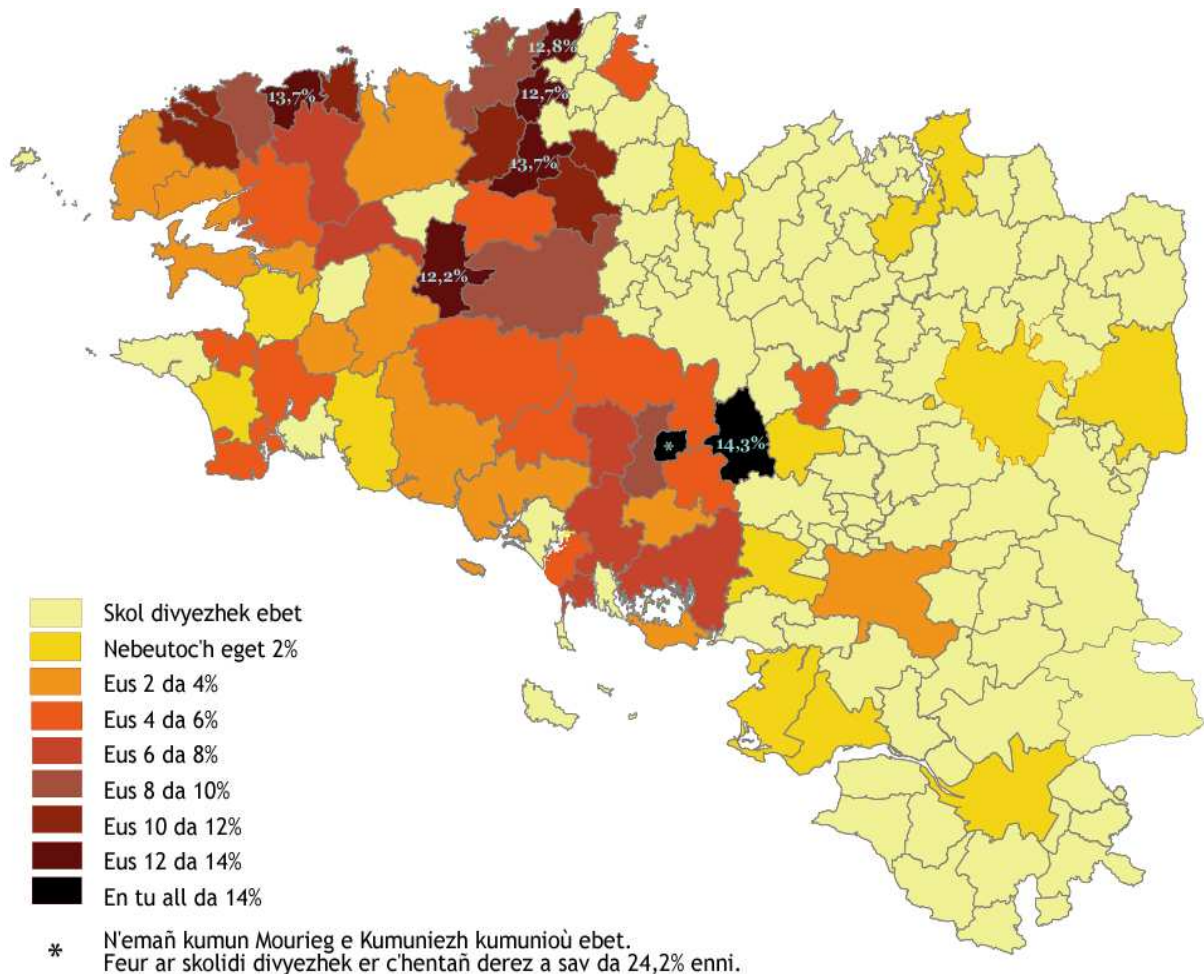 12,8%
13,7%
12,7%
13,7%
12,2%
*
14,3%
Skol divyezhek ebet
Nebeutoc'h eget 2%
Eus 2 da 4%
Eus 4 da 6%
Eus 6 da 8%
Eus 8 da 10%
Eus 10 da 12%
Eus 12 da 14%
En tu all da 14%
* N'emañ kumun Mourieg e Kumuniezh kumunioù ebet.
Feur ar skolidi divyezhek er c'hentañ derez a sav da 24,2% enni.